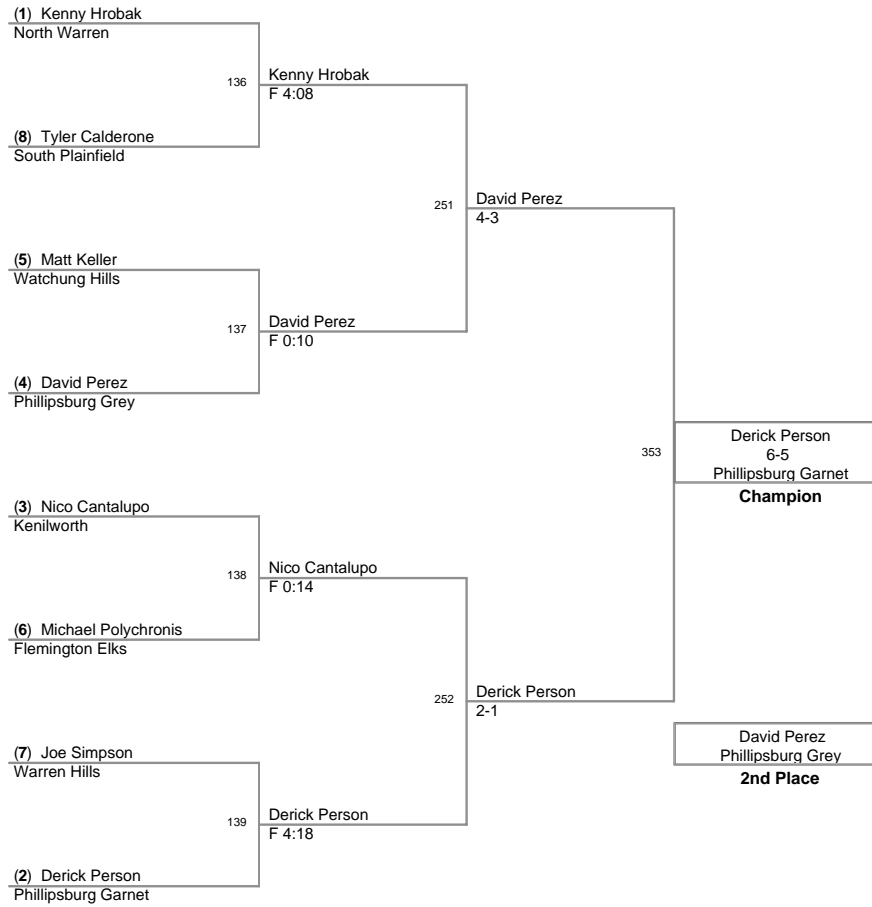 (1) Kenny Hrobak
North Warren
136
Kenny Hrobak
F 4:08
(8) Tyler Calderone
South Plainfield
251
David Perez
4-3
(5) Matt Keller
Watchung Hills
137
David Perez
F 0:10
(4) David Perez
Phillipsburg Grey
353
Derick Person
6-5
Phillipsburg Garnet
Champion
(3) Nico Cantalupo
Kenilworth
138
Nico Cantalupo
F 0:14
(6) Michael Polychronis
Flemington Elks
252
Derick Person
2-1
(7) Joe Simpson
Warren Hills
139
Derick Person
F 4:18
(2) Derick Person
Phillipsburg Garnet
David Perez
Phillipsburg Grey
2nd Place